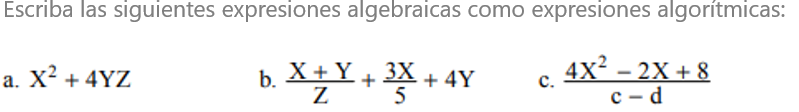 Escriba las siguientes expresiones algebraicas como expresiones algorítmicas:
a. X² + 4YZ b. (X + Y)/Z + 3X/5 + 4Y c. (4X² − 2X + 8)/(c − d)